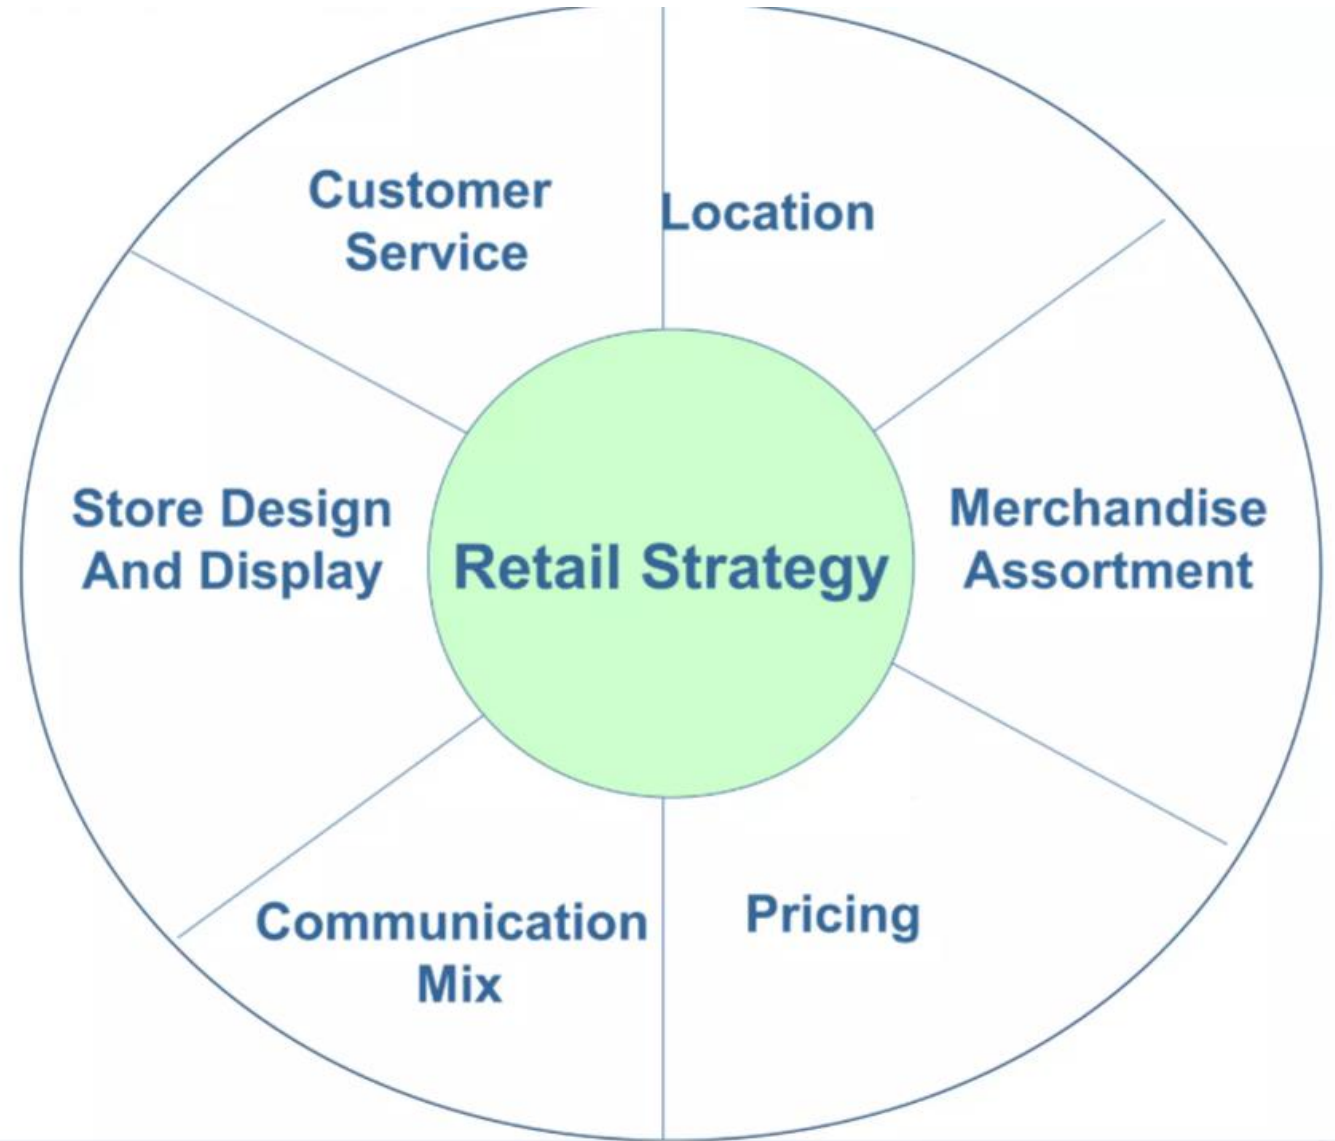 Customer
Service
Location
Store Design
And Display
Retail Strategy
Merchandise
Assortment
Communication
Mix
Pricing